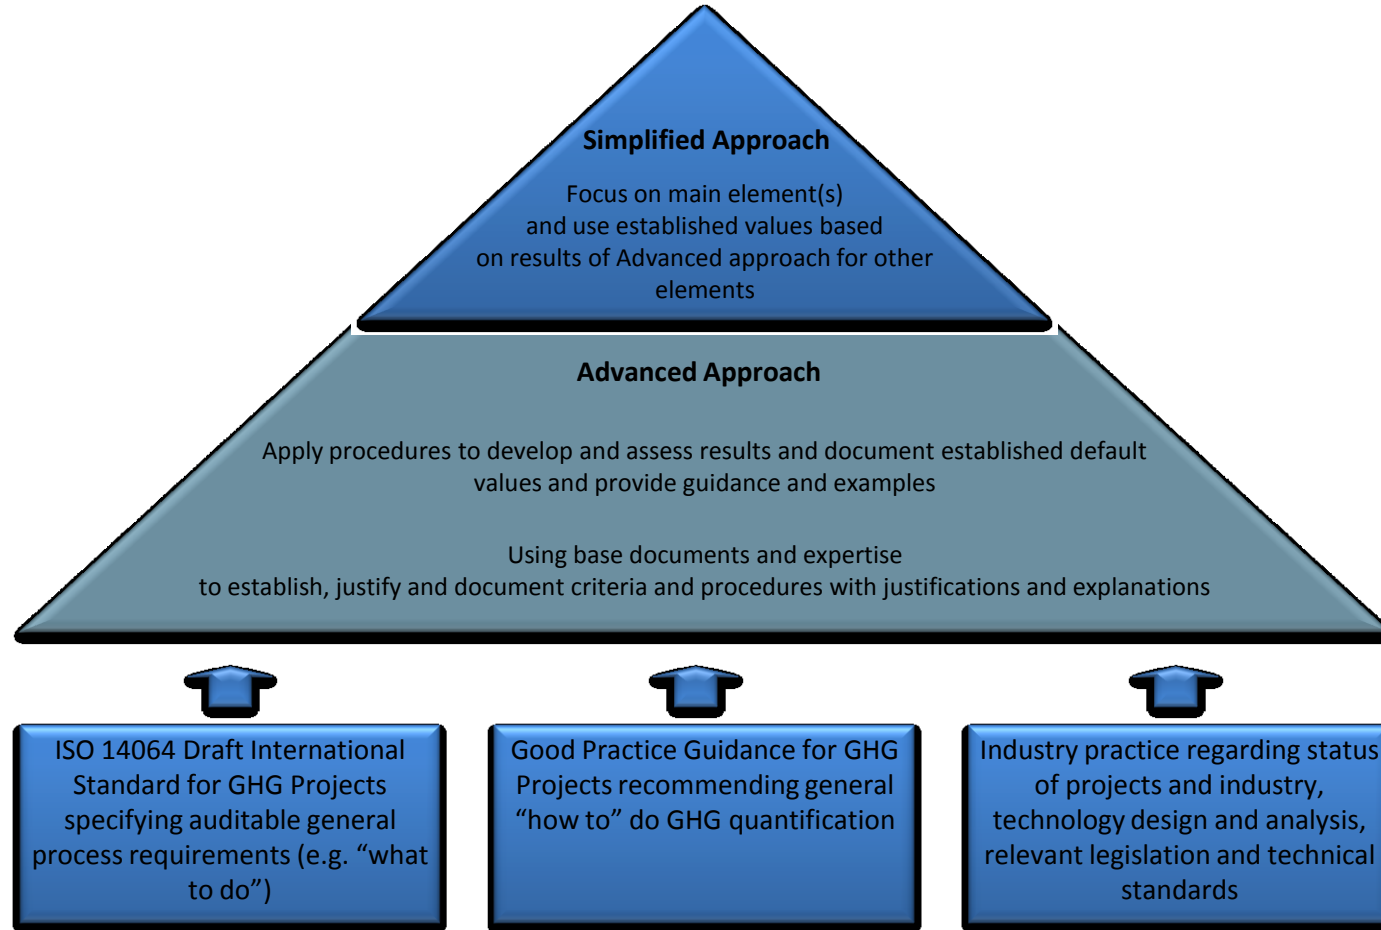 Simplified Approach
Focus on main element(s)
and use established values based
on results of Advanced approach for other
elements
Advanced Approach
Apply procedures to develop and assess results and document established default
values and provide guidance and examples
Using base documents and expertise
to establish, justify and document criteria and procedures with justifications and explanations
ISO 14064 Draft International
Standard for GHG Projects
specifying auditable general
process requirements (e.g. “what
to do”)
Good Practice Guidance for GHG
Projects recommending general
“how to” do GHG quantification
Industry practice regarding status
of projects and industry,
technology design and analysis,
relevant legislation and technical
standards